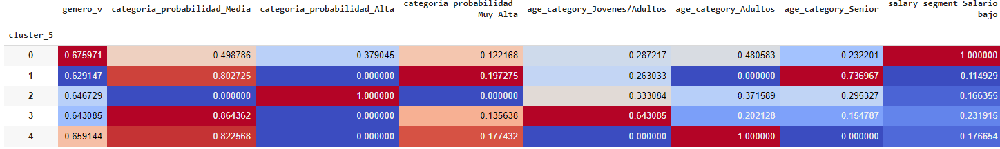 genero_v categoria_probabilidad_Media categoria_probabilidad_Alta categoria_probabilidad_Muy Alta age_category_Jovenes/Adultos age_category_Adultos age_category_Senior salary_segment_Salario bajo
cluster_5
0 0.675971 0.498786 0.379045 0.122168 0.287217 0.480583 0.232201 1.000000
1 0.629147 0.802725 0.000000 0.197275 0.263033 0.000000 0.736967 0.114929
2 0.646729 0.000000 1.000000 0.000000 0.333084 0.371589 0.295327 0.166355
3 0.643085 0.864362 0.000000 0.135638 0.643085 0.202128 0.154787 0.231915
4 0.659144 0.822568 0.000000 0.177432 0.000000 1.000000 0.000000 0.176654